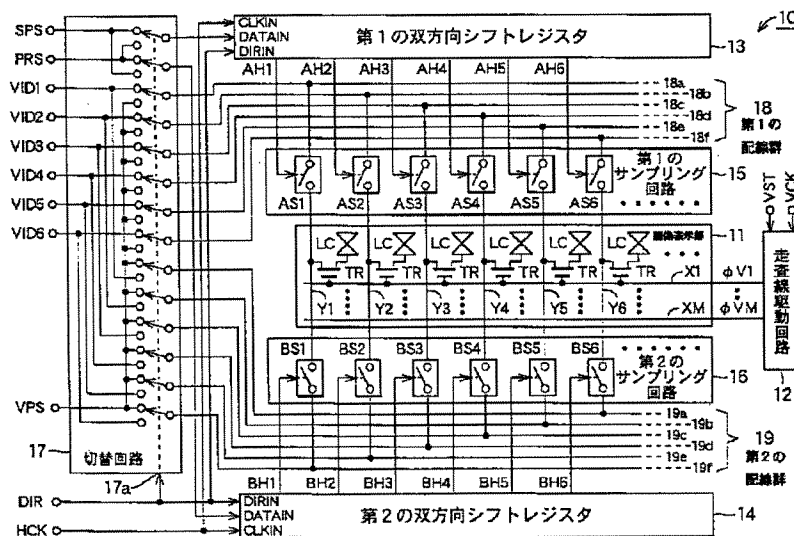 10
SPS
PRS
VID1
VID2
VID3
VID4
VID5
VID6
VPS
DIR
HCK
17
切替回路
17a
CLKIN
DATAIN
DIRIN
第1の双方向シフトレジスタ
13
AH1 AH2 AH3 AH4 AH5 AH6
18a
18b
18c
18d
18e
18f
18
第1の
配線群
第1の
サンプリング
回路
15
AS1 AS2 AS3 AS4 AS5 AS6
LC LC LC LC LC LC
画像表示部
11
TR TR TR TR TR TR
X1
φV1
Y1 Y2 Y3 Y4 Y5 Y6
XM
φVM
VST
VCK
走査線駆動回路
12
BS1 BS2 BS3 BS4 BS5 BS6
第2の
サンプリング
回路
16
19a
19b
19c
19d
19e
19f
19
第2の
配線群
BH1 BH2 BH3 BH4 BH5 BH6
DIRIN
DATAIN
CLKIN
第2の双方向シフトレジスタ
14